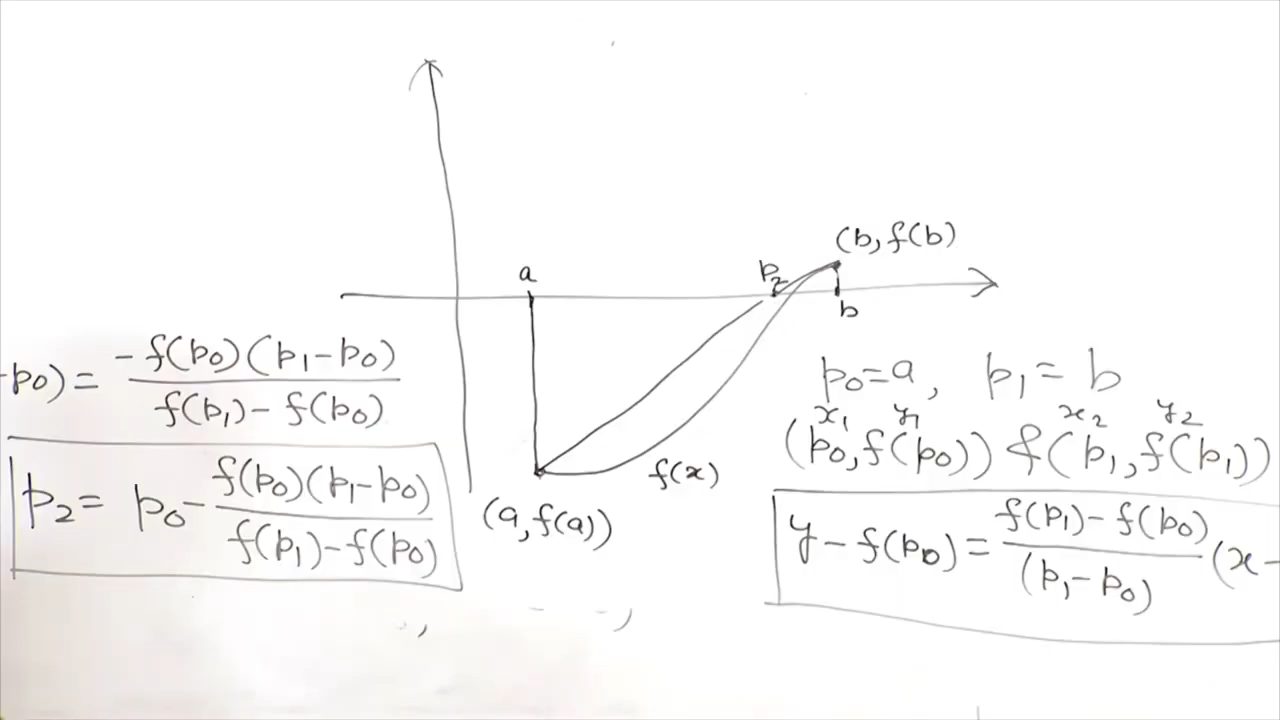 (b, f(b)
a
p₂
b
p₀)= -f(p₀)(p₁-p₀) / f(p₁)-f(p₀)
p₀=a, p₁=b
x₁ y₁ x₂ y₂
(p₀,f(p₀)) & (p₁,f(p₁))
p₂= p₀- f(p₀)(p₁-p₀) / f(p₁)-f(p₀)
f(x)
(a, f(a))
y-f(p₀)= f(p₁)-f(p₀) / (p₁-p₀) (x-